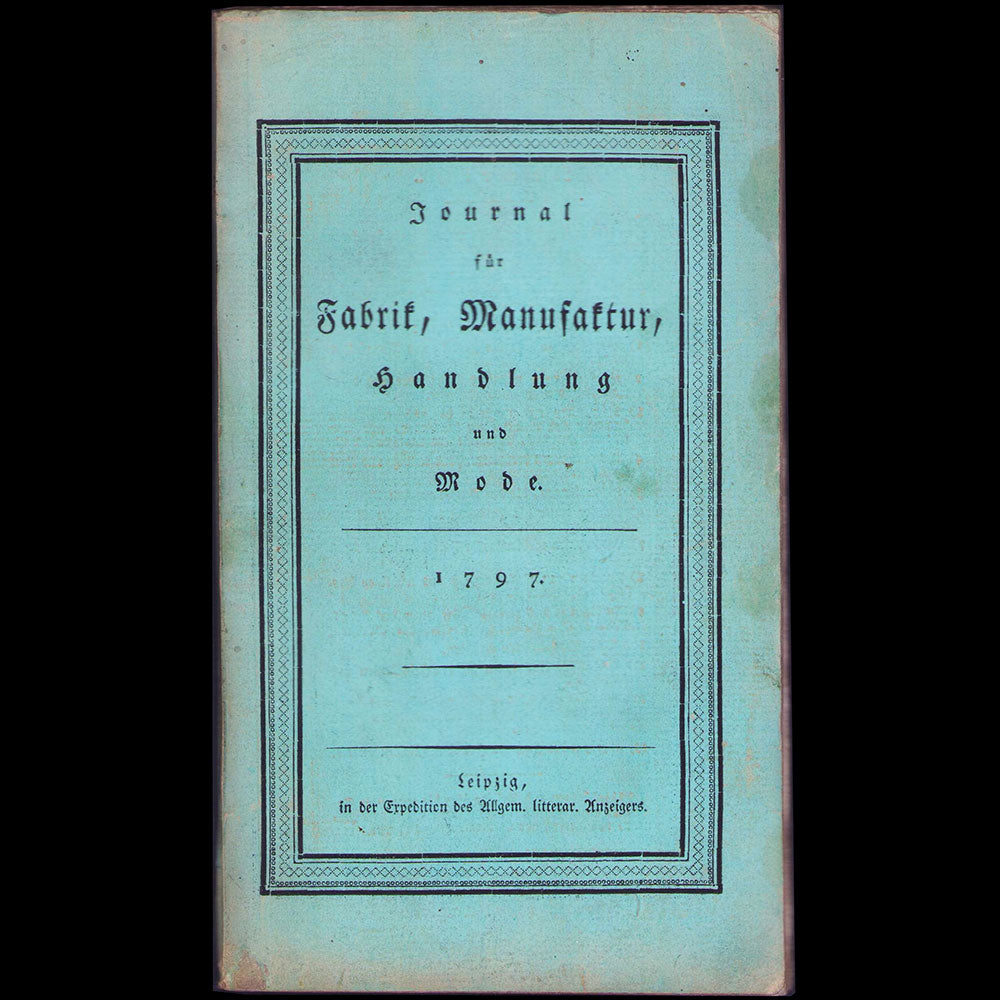 Journal
für
Fabrik, Manufaktur,
Handlung
und
Mode.
1797.
Leipzig,
in der Expedition des Allgem. litterar. Anzeigers.